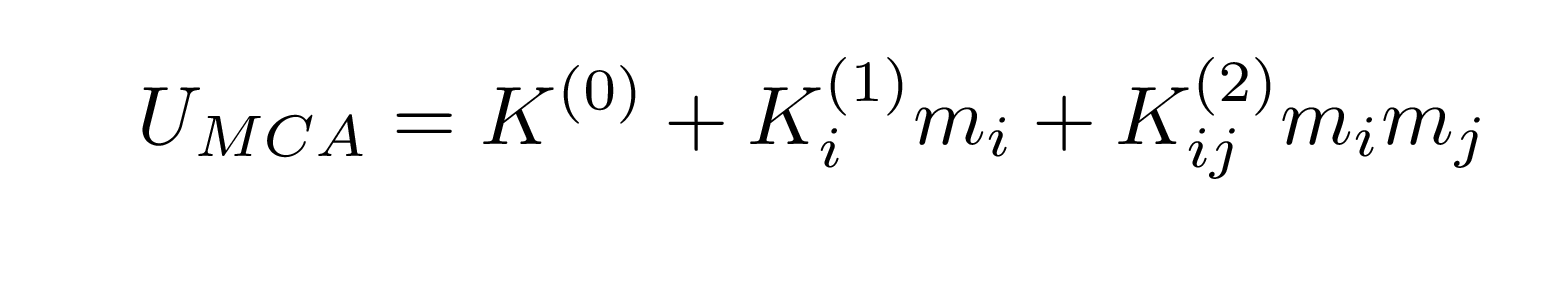 $U_{MCA} = K^{(0)} + K_i^{(1)} m_i + K_{ij}^{(2)} m_i m_j$